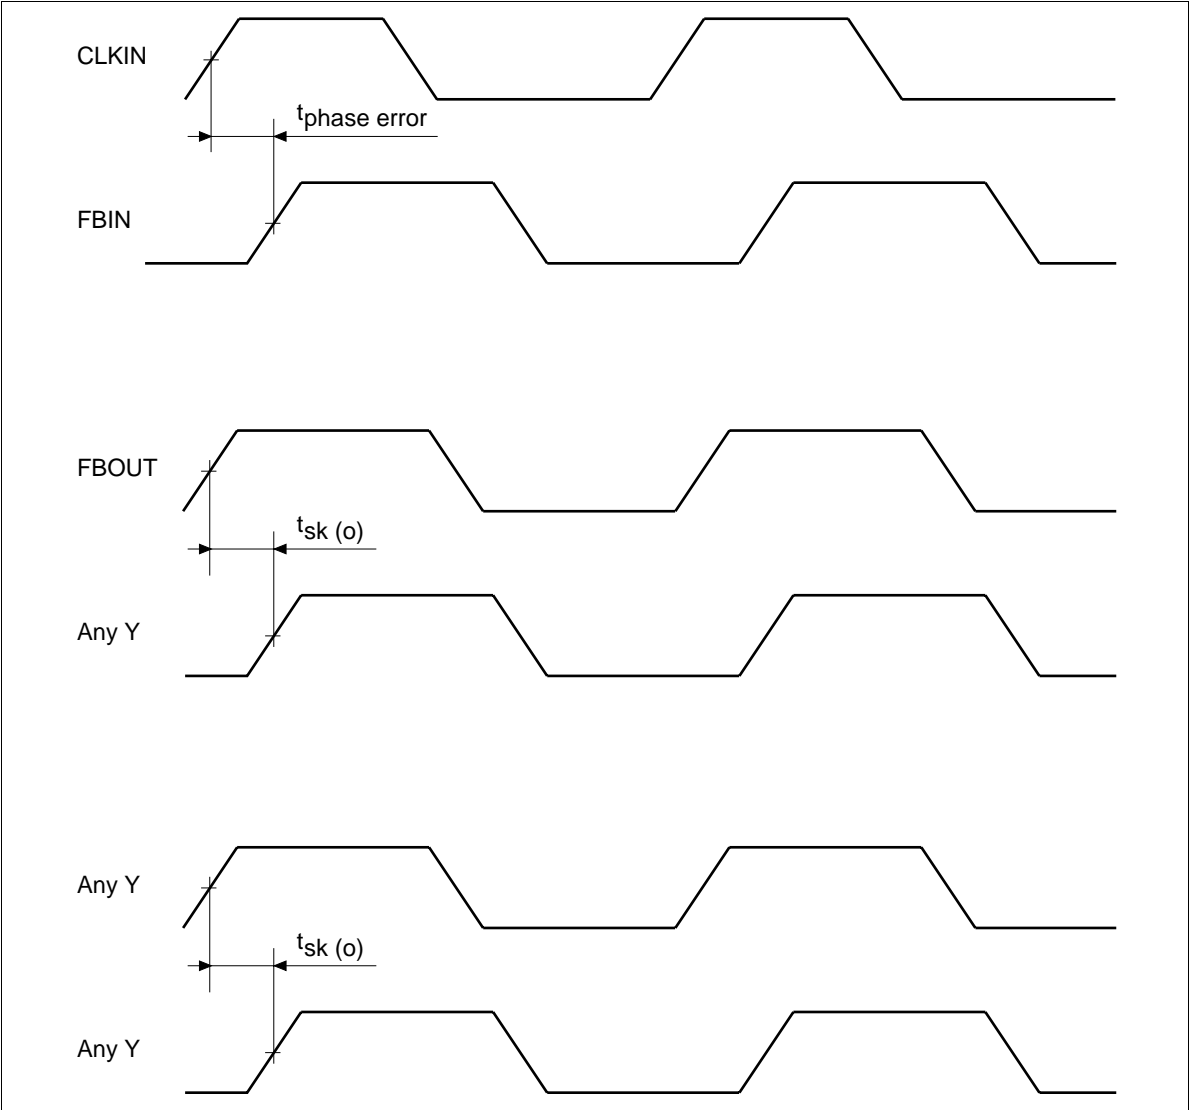 CLKIN
tphase error
FBIN
FBOUT
tsk (o)
Any Y
Any Y
tsk (o)
Any Y